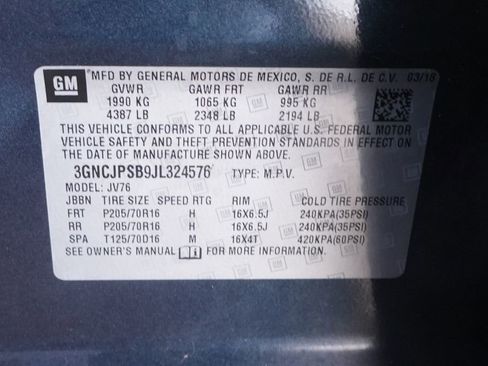 GM
MFD BY GENERAL MOTORS DE MEXICO, S. DE R.L. DE C.V. 03/18
GVWR GAWR FRT GAWR RR
1990 KG 1065 KG 995 KG
4387 LB 2348 LB 2194 LB
THIS VEHICLE CONFORMS TO ALL APPLICABLE U.S. FEDERAL MOTOR
VEHICLE SAFETY AND THEFT PREVENTION STANDARDS IN EFFECT
ON THE DATE OF MANUFACTURE SHOWN ABOVE.
3GNCJPSB9JL324576 TYPE: M.P.V.
MODEL: JV76
JBBN TIRE SIZE SPEED RTG RIM COLD TIRE PRESSURE
FRT P205/70R16 H 16X6.5J 240KPA(35PSI)
RR P205/70R16 H 16X6.5J 240KPA(35PSI)
SPA T125/70D16 M 16X4T 420KPA(60PSI)
SEE OWNER'S MANUAL FOR MORE INFORMATION.